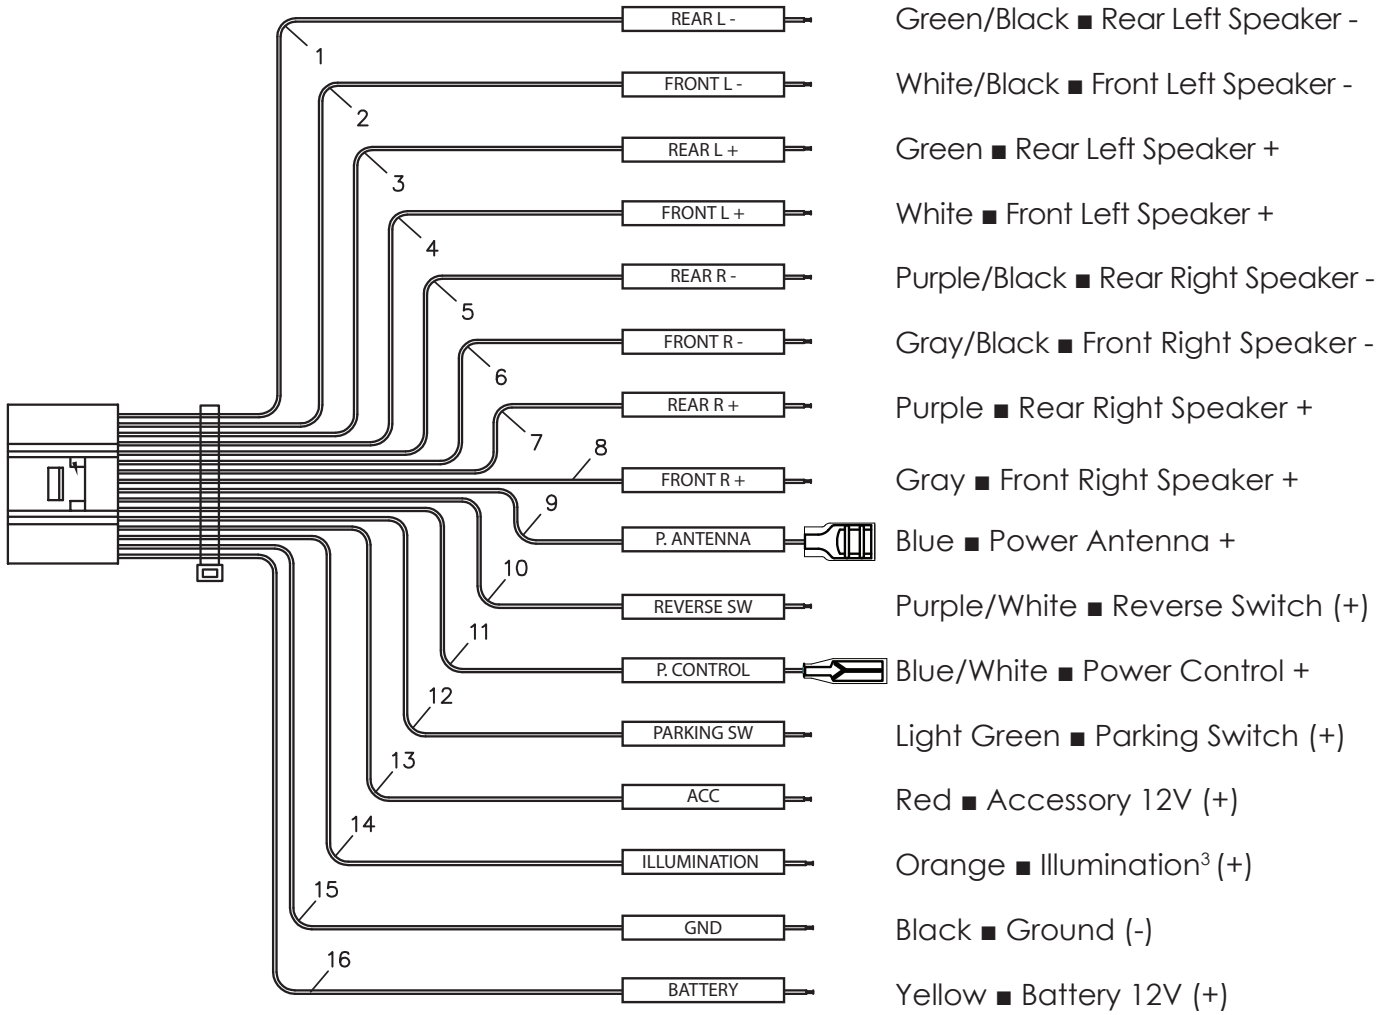 REAR L - Green/Black ■ Rear Left Speaker -
1
FRONT L - White/Black ■ Front Left Speaker -
2
REAR L + Green ■ Rear Left Speaker +
3
FRONT L + White ■ Front Left Speaker +
4
REAR R - Purple/Black ■ Rear Right Speaker -
5
FRONT R - Gray/Black ■ Front Right Speaker -
6
REAR R + Purple ■ Rear Right Speaker +
7
8
FRONT R + Gray ■ Front Right Speaker +
9
P. ANTENNA Blue ■ Power Antenna +
10
REVERSE SW Purple/White ■ Reverse Switch (+)
11
P. CONTROL Blue/White ■ Power Control +
12
PARKING SW Light Green ■ Parking Switch (+)
13
ACC Red ■ Accessory 12V (+)
14
ILLUMINATION Orange ■ Illumination³ (+)
15
GND Black ■ Ground (-)
16
BATTERY Yellow ■ Battery 12V (+)